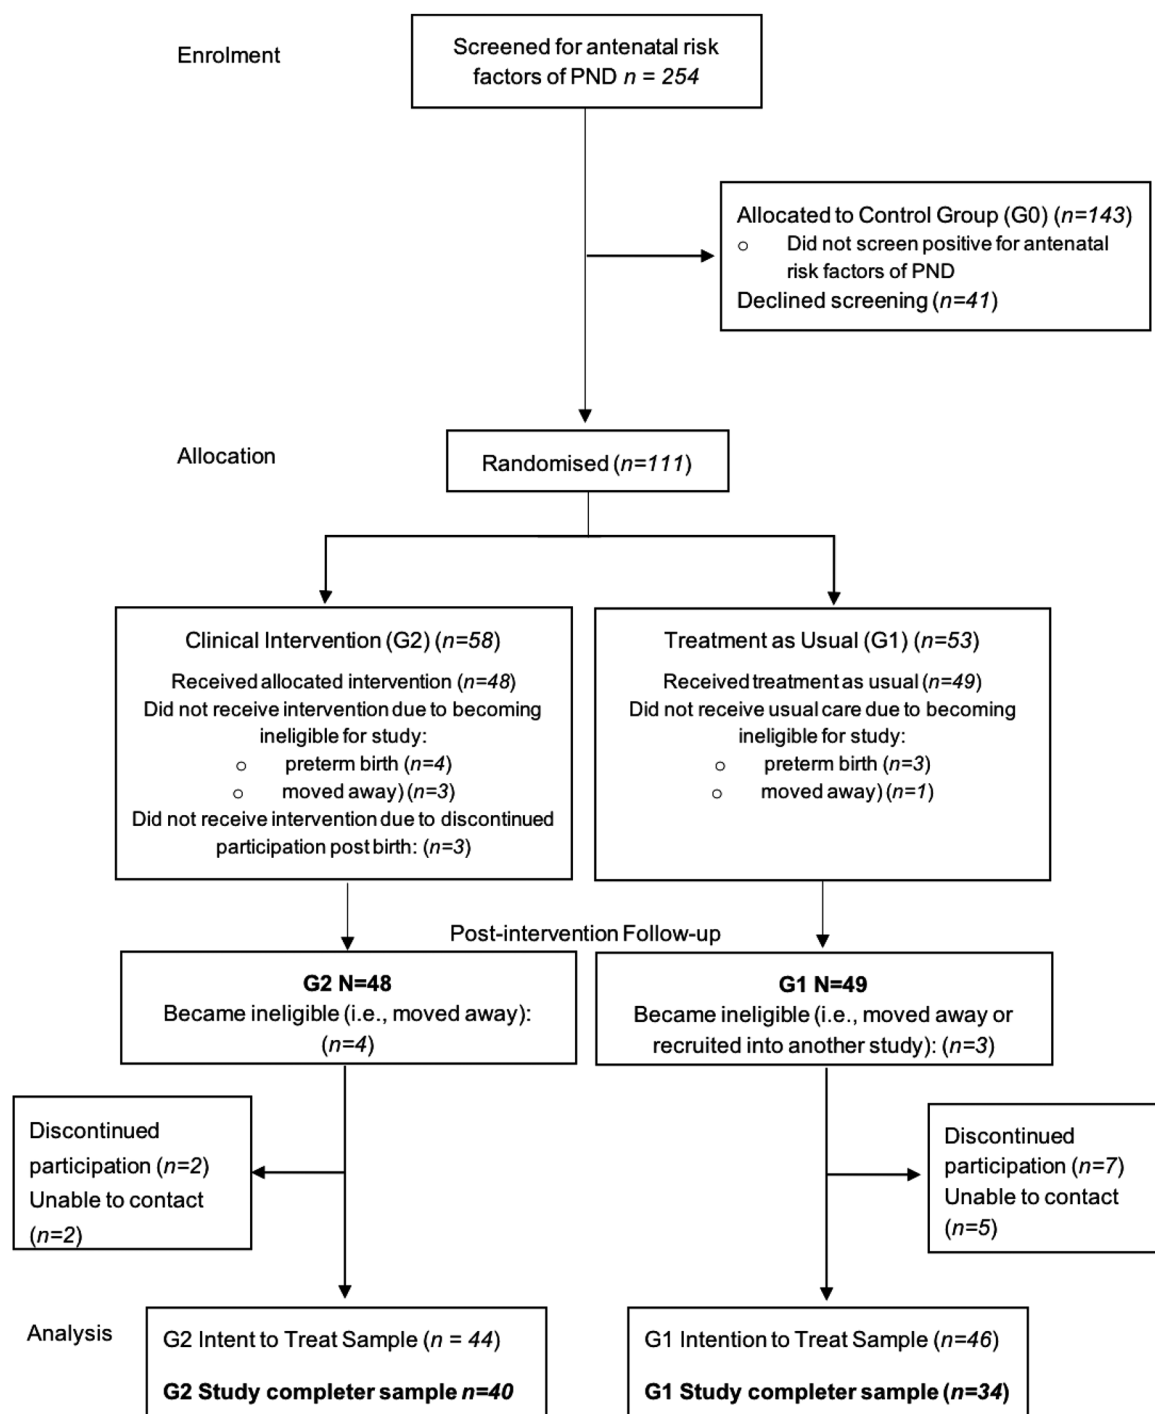 Enrolment
Screened for antenatal risk
factors of PND n = 254
Allocated to Control Group (G0) (n=143)
o Did not screen positive for antenatal
risk factors of PND
Declined screening (n=41)
Allocation
Randomised (n=111)
Clinical Intervention (G2) (n=58)
Received allocated intervention (n=48)
Did not receive intervention due to becoming
ineligible for study:
o preterm birth (n=4)
o moved away) (n=3)
Did not receive intervention due to discontinued
participation post birth: (n=3)
Treatment as Usual (G1) (n=53)
Received treatment as usual (n=49)
Did not receive usual care due to becoming
ineligible for study:
o preterm birth (n=3)
o moved away) (n=1)
Post-intervention Follow-up
G2 N=48
Became ineligible (i.e., moved away):
(n=4)
G1 N=49
Became ineligible (i.e., moved away or
recruited into another study): (n=3)
Discontinued
participation (n=2)
Unable to contact
(n=2)
Discontinued
participation (n=7)
Unable to contact
(n=5)
Analysis
G2 Intent to Treat Sample (n = 44)
G2 Study completer sample n=40
G1 Intention to Treat Sample (n=46)
G1 Study completer sample (n=34)